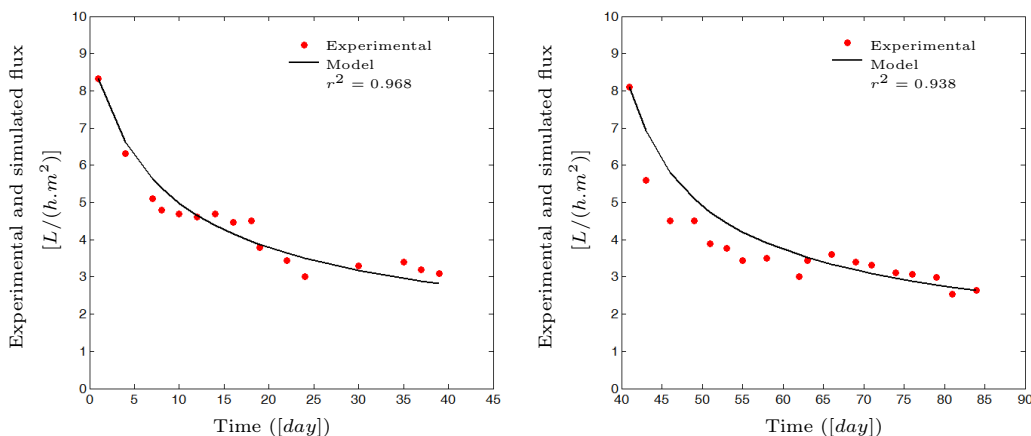 Experimental and simulated flux
[L/(h.m²)]
10
9
8
7
6
5
4
3
2
1
0
Experimental
Model
r² = 0.968
0 5 10 15 20 25 30 35 40 45
Time ([day])
Experimental and simulated flux
[L/(h.m²)]
10
9
8
7
6
5
4
3
2
1
0
Experimental
Model
r² = 0.938
40 45 50 55 60 65 70 75 80 85 90
Time ([day])